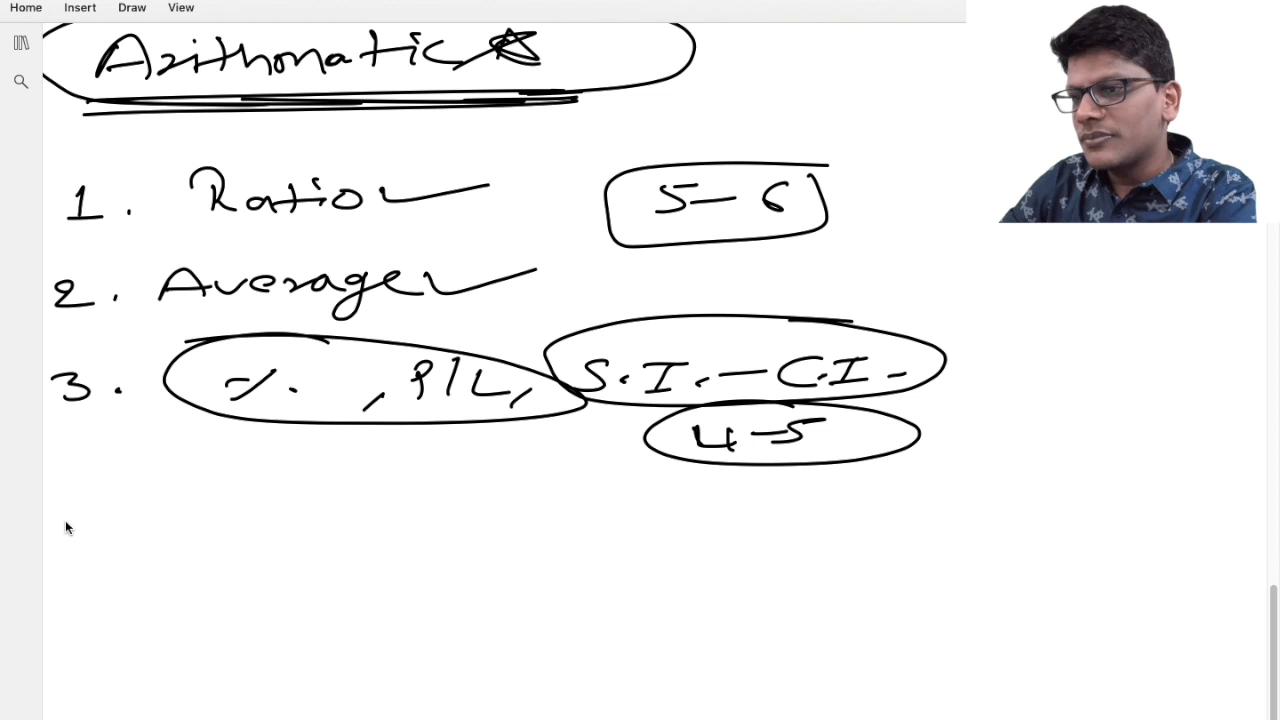 Home Insert Draw View
Arithmatic
1. Ratio 5-6
2. Average
3. %, P/L, S.I. - C.I.
4-5